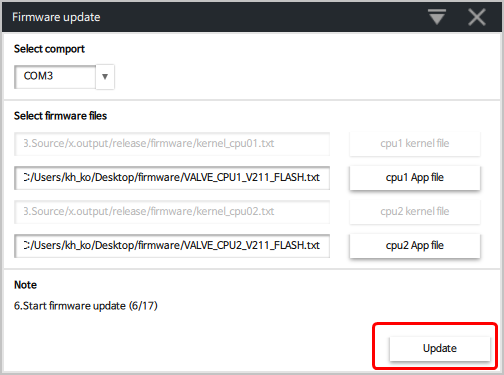 Firmware update
Select comport
COM3
Select firmware files
3.Source/x.output/release/firmware/kernel_cpu01.txt cpu1 kernel file
C:/Users/kh_ko/Desktop/firmware/VALVE_CPU1_V211_FLASH.txt cpu1 App file
3.Source/x.output/release/firmware/kernel_cpu02.txt cpu2 kernel file
C:/Users/kh_ko/Desktop/firmware/VALVE_CPU2_V211_FLASH.txt cpu2 App file
Note
6.Start firmware update (6/17)
Update